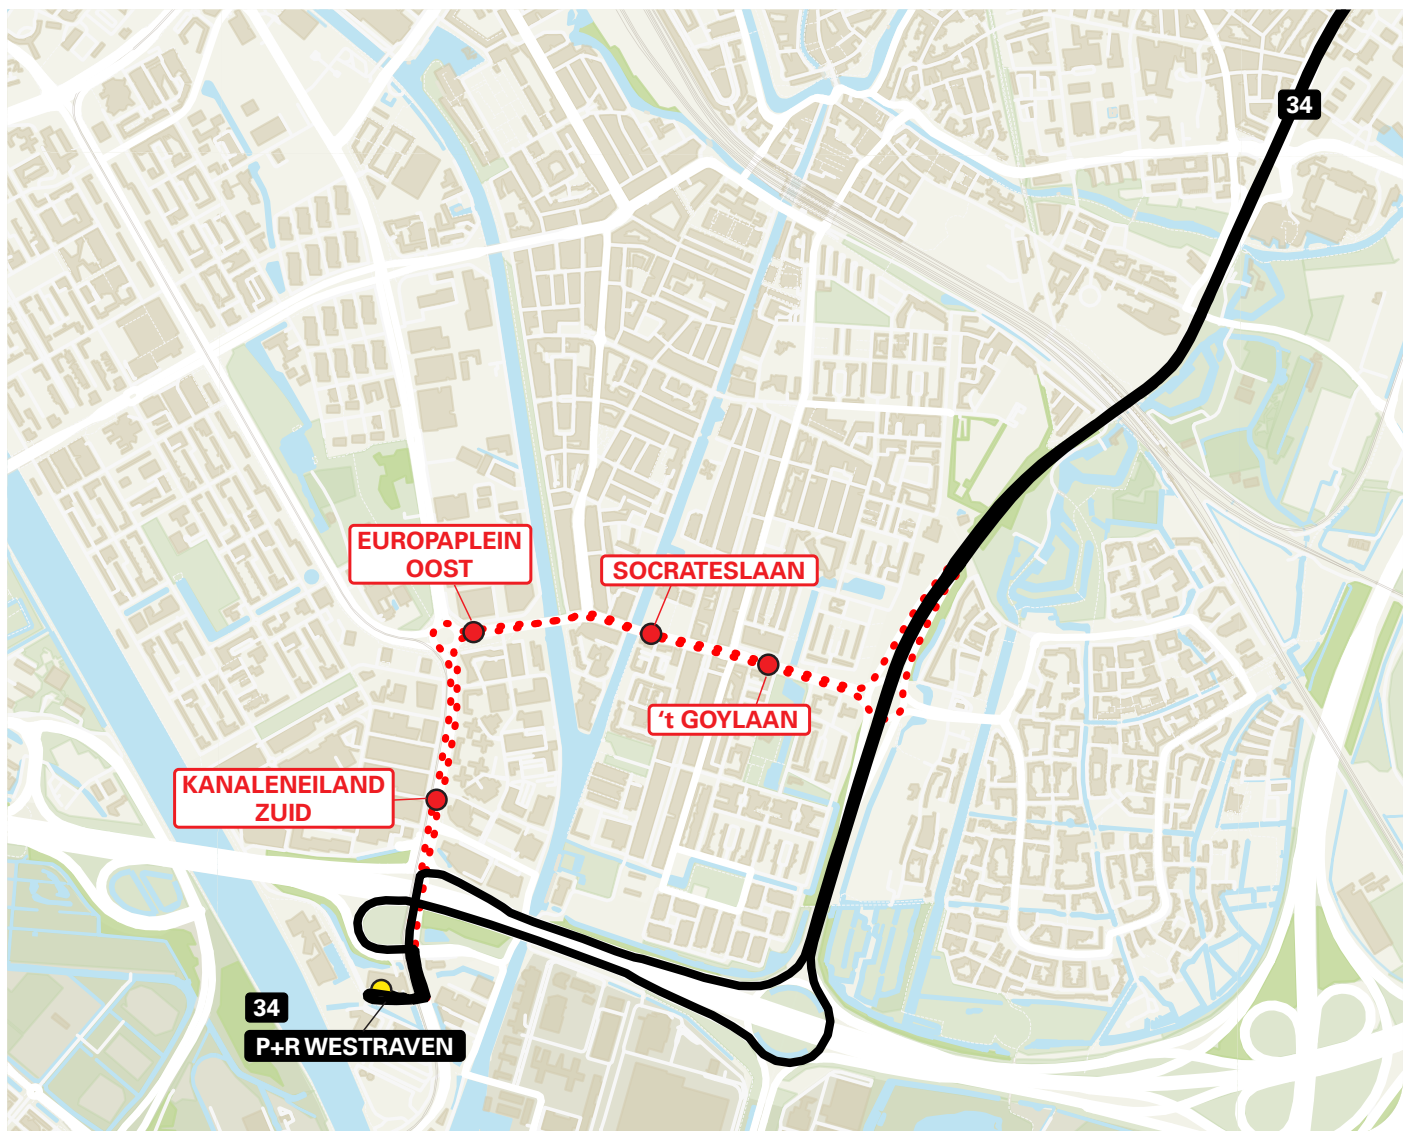 34
EUROPAPLEIN
OOST
SOCRATESLAAN
‘t GOYLAAN
KANALENEILAND
ZUID
34
P+R WESTRAVEN